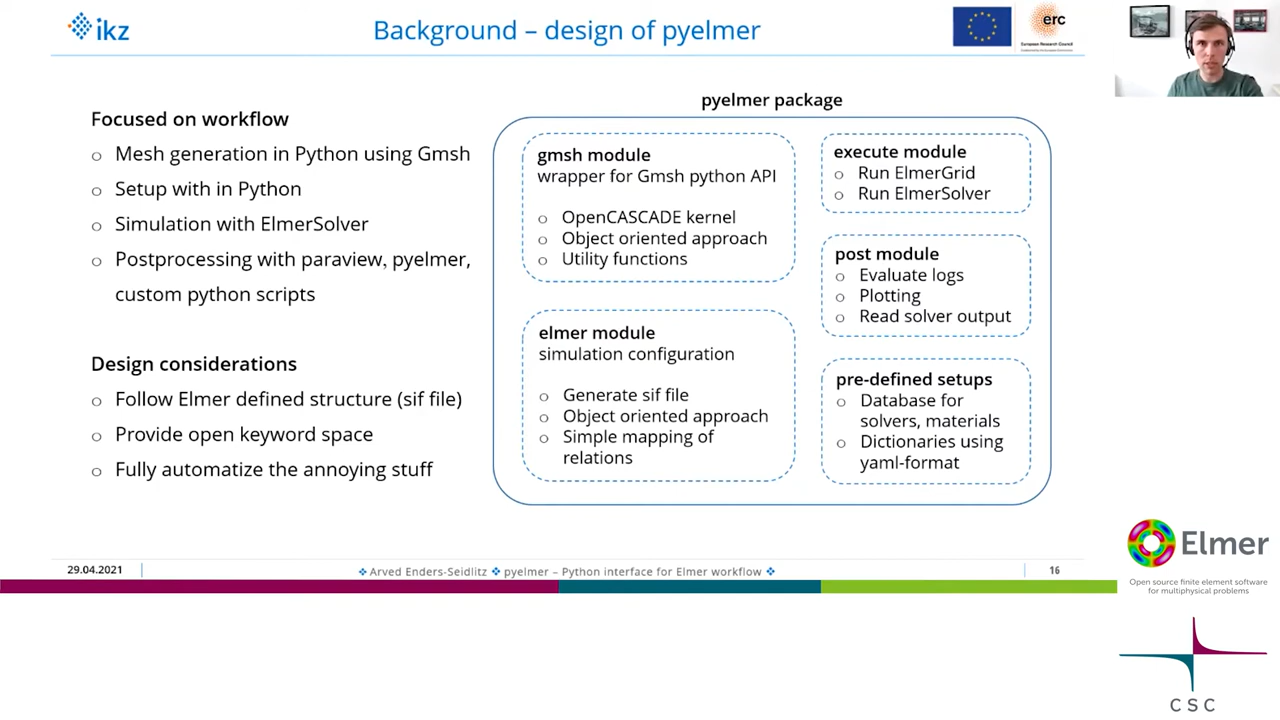 ikz
Background – design of pyelmer
erc
European Research Council
Focused on workflow
o Mesh generation in Python using Gmsh
o Setup with in Python
o Simulation with ElmerSolver
o Postprocessing with paraview, pyelmer,
custom python scripts
Design considerations
o Follow Elmer defined structure (sif file)
o Provide open keyword space
o Fully automatize the annoying stuff
pyelmer package
gmsh module
wrapper for Gmsh python API
o OpenCASCADE kernel
o Object oriented approach
o Utility functions
elmer module
simulation configuration
o Generate sif file
o Object oriented approach
o Simple mapping of
relations
execute module
o Run ElmerGrid
o Run ElmerSolver
post module
o Evaluate logs
o Plotting
o Read solver output
pre-defined setups
o Database for
solvers, materials
o Dictionaries using
yaml-format
29.04.2021
Arved Enders-Seidlitz ❖ pyelmer – Python interface for Elmer workflow
16
Elmer
Open source finite element software
for multiphysical problems
CSC